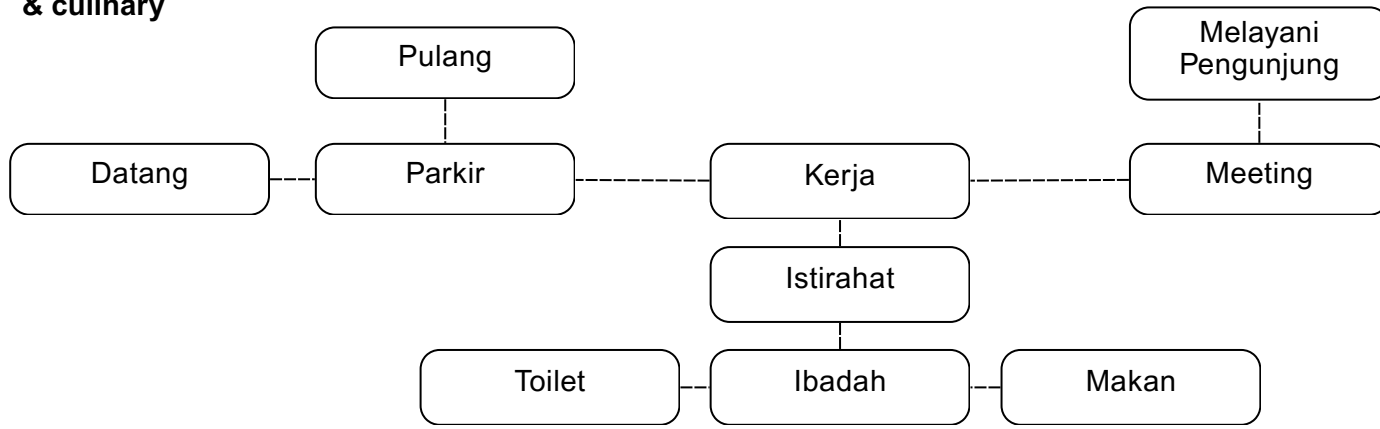 & culinary
Pulang
Melayani
Pengunjung
Datang
Parkir
Kerja
Meeting
Istirahat
Toilet
Ibadah
Makan